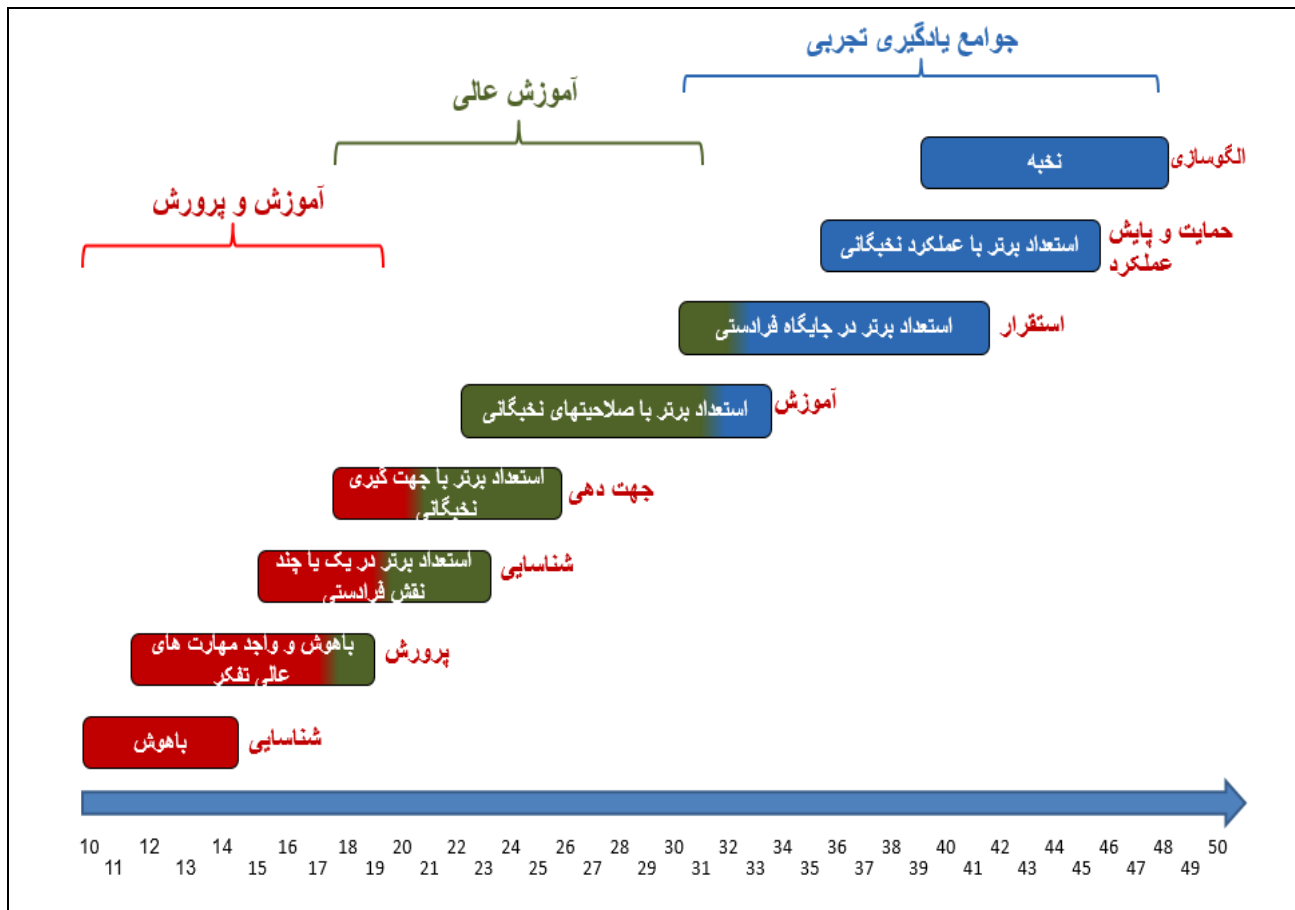 جوامع یادگیری تجربی
آموزش عالی
آموزش و پرورش
نخبه
الگوسازی
استعداد برتر با عملکرد نخبگانی
حمایت و پایش
عملکرد
استعداد برتر در جایگاه فرادستی
استقرار
استعداد برتر با صلاحیتهای نخبگانی
آموزش
استعداد برتر با جهت گیری
نخبگانی
جهت دهی
استعداد برتر در یک یا چند
نقش فرادستی
شناسایی
باهوش و واجد مهارت های
عالی تفکر
پرورش
باهوش
شناسایی
10 12 14 16 18 20 22 24 26 28 30 32 34 36 38 40 42 44 46 48 50
11 13 15 17 19 21 23 25 27 29 31 33 35 37 39 41 43 45 47 49